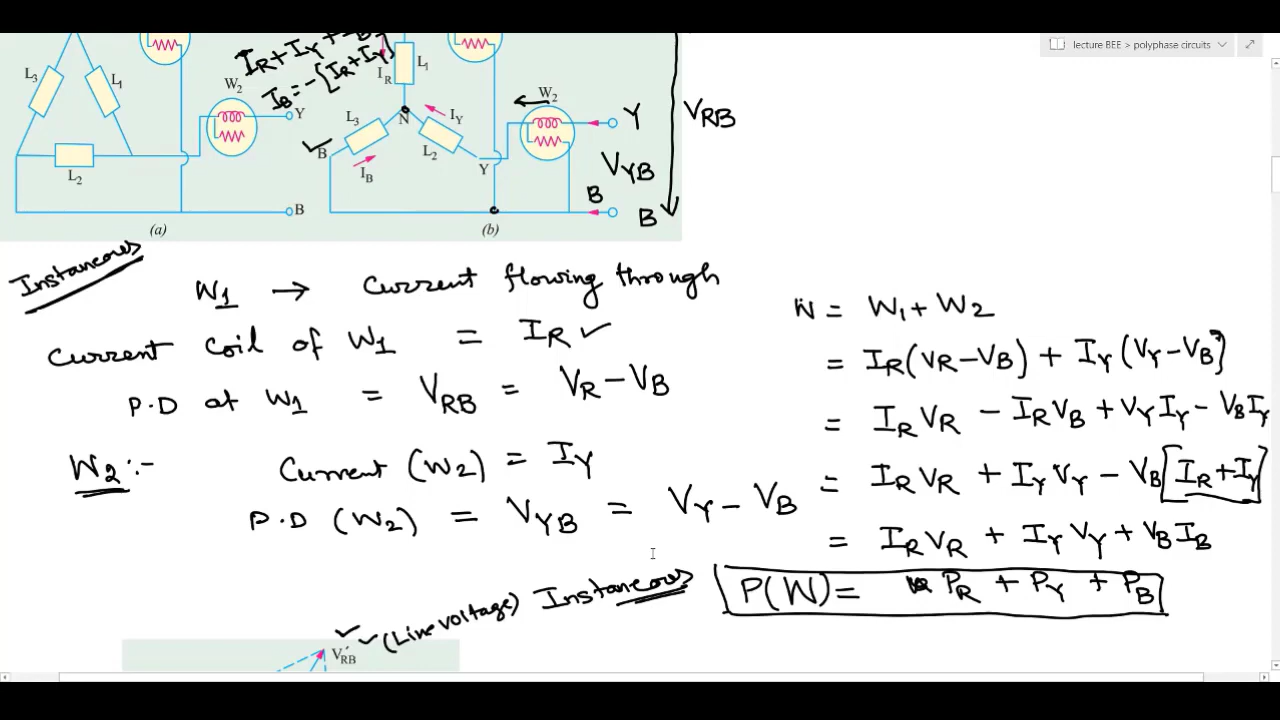 lecture BEE > polyphase circuits
L3
L1
W2
Y
L2
B
(a)
IR+IY+
IB=-[IR+IY]
IR
L1
N
IY
L3
B
IB
L2
Y
W2
Y
VYB
B
B
VRB
(b)
Instaneous
W1 → Current flowing through
Current coil of W1 = IR ✓
P.D at W1 = VRB = VR - VB
W2 :- Current (W2) = IY
P.D (W2) = VYB = VY - VB
W = W1 + W2
= IR(VR-VB) + IY(VY-VB)
= IRVR - IRVB + VYIY - VBIY
= IRVR + IYVY - VB[IR+IY]
= IRVR + IYVY + VBIB
P(W) = PR + PY + PB
(Line voltage) Instaneous
VRB